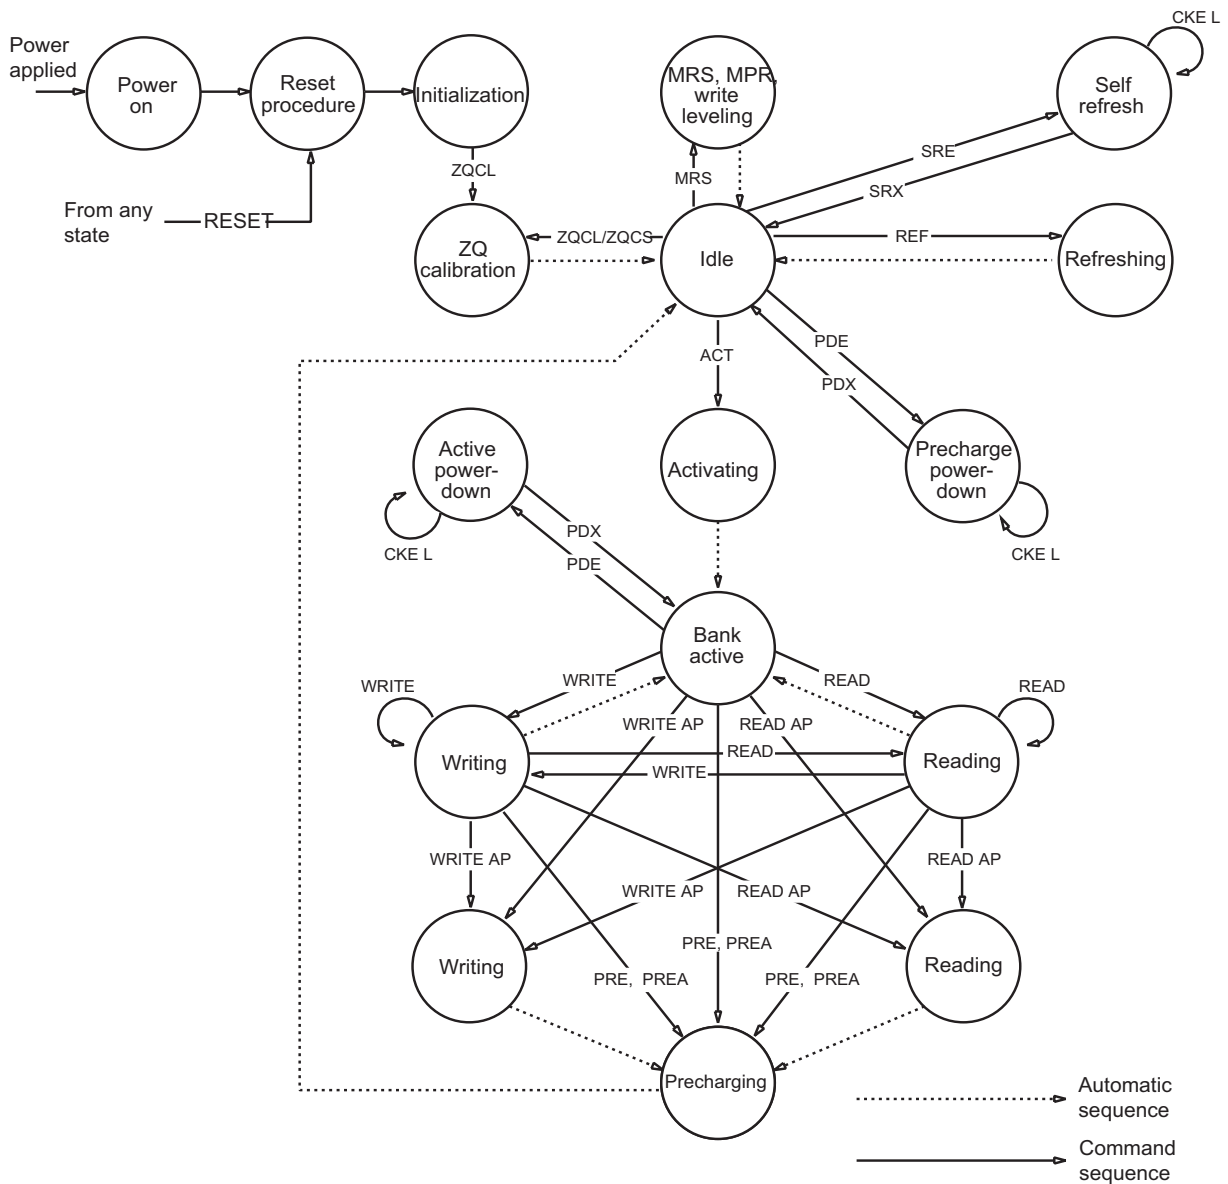 CKE L
Power
applied
Power
on
Reset
procedure
Initialization
MRS, MPR,
write
leveling
Self
refresh
ZQCL
SRE
MRS
SRX
From any
state
RESET
ZQCL/ZQCS
REF
ZQ
calibration
Idle
Refreshing
ACT
PDE
PDX
Active
power-
down
Activating
Precharge
power-
down
CKE L
PDX
PDE
CKE L
Bank
active
WRITE
WRITE
READ
READ
WRITE AP
READ AP
Writing
READ
WRITE
Reading
WRITE AP
READ AP
WRITE AP
READ AP
Writing
PRE, PREA
Reading
PRE, PREA
PRE, PREA
Precharging
Automatic
sequence
Command
sequence